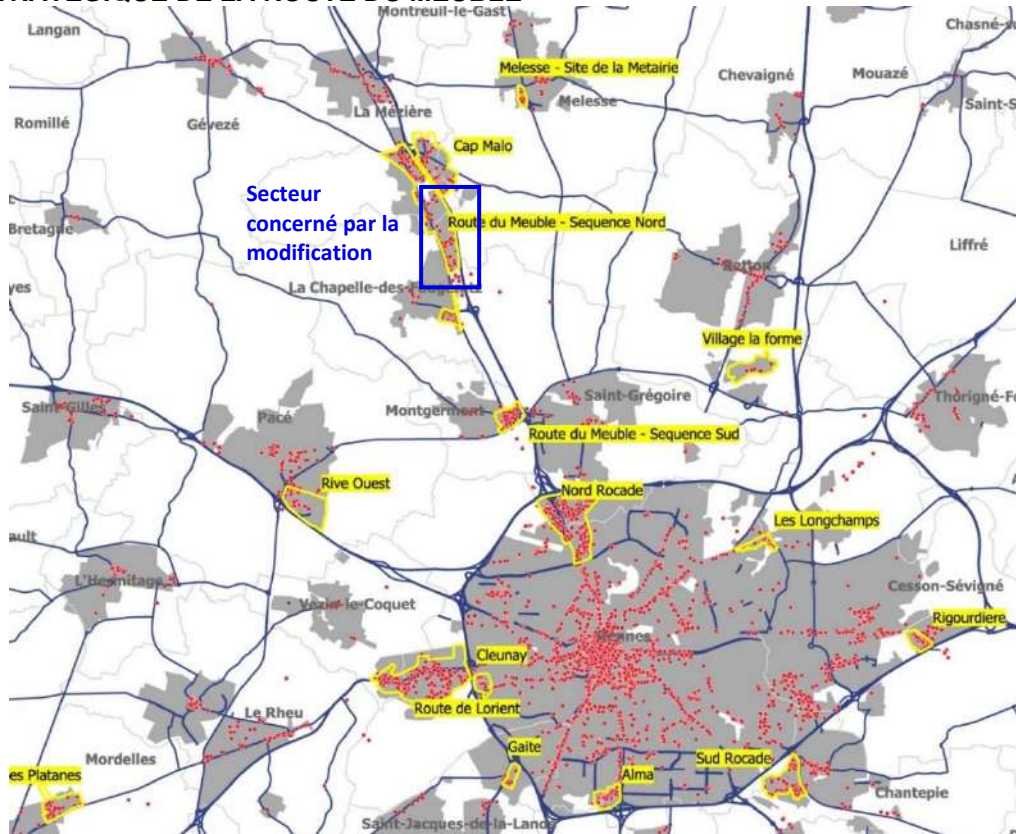 Langan
Montreuil-le-Gast
Melesse - Site de la Metairie
Chevaigné
Mouazé
La Mézière
Melesse
Romillé
Gévezé
Cap Malo
Secteur
concerné par la
modification
Route du Meuble - Sequence Nord
Bretagne
Liffré
Betton
La Chapelle-des-Fougeretz
Village la forme
Saint-Gilles
Pacé
Montgermont
Saint-Grégoire
Route du Meuble - Sequence Sud
Rive Ouest
Nord Rocade
Les Longchamps
L'Hermitage
Vezin-le-Coquet
Cesson-Sévigné
Rennes
Rigourdiere
Cleunay
Route de Lorient
Le Rheu
Mordelles
Gaite
Alma
Sud Rocade
es Platanes
Chantepie
Saint-Jacques-de-la-Lande